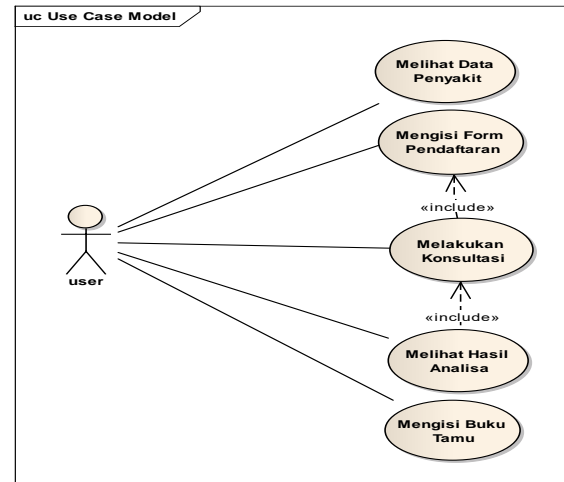 uc Use Case Model
Melihat Data
Penyakit
Mengisi Form
Pendaftaran
«include»
Melakukan
Konsultasi
user
«include»
Melihat Hasil
Analisa
Mengisi Buku
Tamu